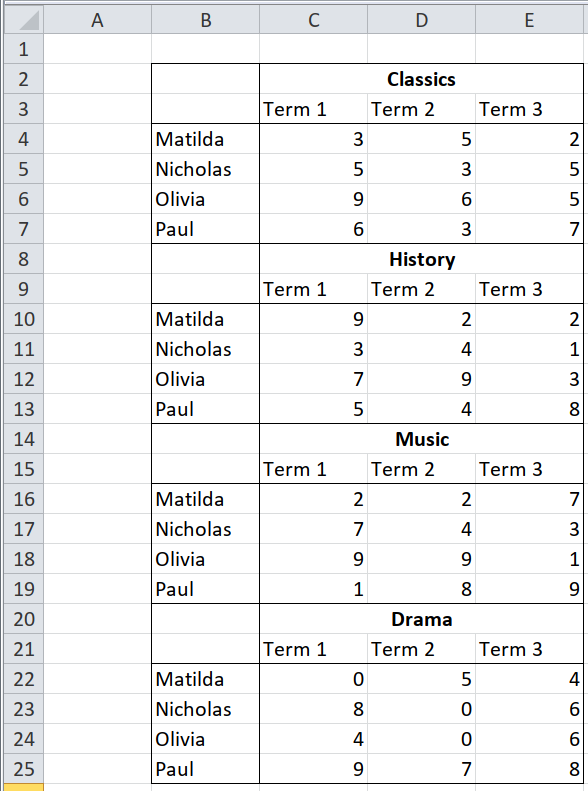 A B C D E
1
2 Classics
3 Term 1 Term 2 Term 3
4 Matilda 3 5 2
5 Nicholas 5 3 5
6 Olivia 9 6 5
7 Paul 6 3 7
8 History
9 Term 1 Term 2 Term 3
10 Matilda 9 2 2
11 Nicholas 3 4 1
12 Olivia 7 9 3
13 Paul 5 4 8
14 Music
15 Term 1 Term 2 Term 3
16 Matilda 2 2 7
17 Nicholas 7 4 3
18 Olivia 9 9 1
19 Paul 1 8 9
20 Drama
21 Term 1 Term 2 Term 3
22 Matilda 0 5 4
23 Nicholas 8 0 6
24 Olivia 4 0 6
25 Paul 9 7 8